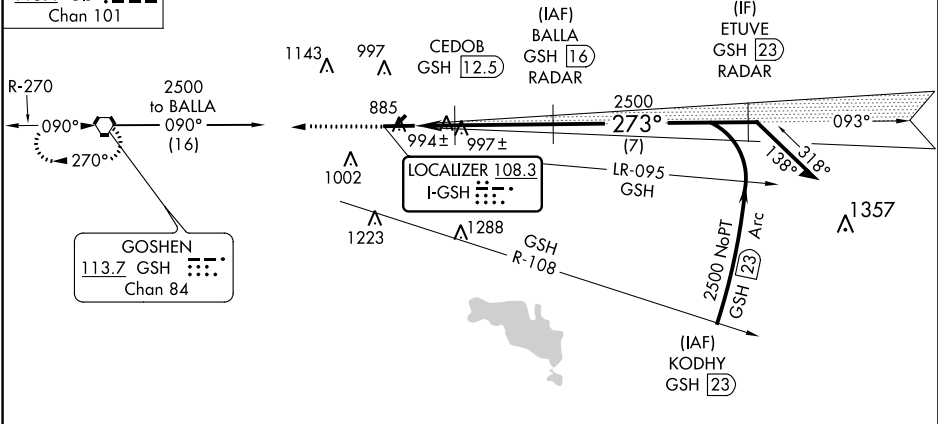 Chan 101
R-270
090°
270°
2500
to BALLA
090°
(16)
GOSHEN
113.7 GSH
Chan 84
1143
997
CEDOB
GSH 12.5
(IAF)
BALLA
GSH 16
RADAR
(IF)
ETUVE
GSH 23
RADAR
885
994±
997±
2500
273°
(7)
093°
LOCALIZER 108.3
I-GSH
LR-095
GSH
138°
318°
1002
1223
1288
GSH
R-108
1357
2500 NoPT
GSH 23 Arc
(IAF)
KODHY
GSH 23